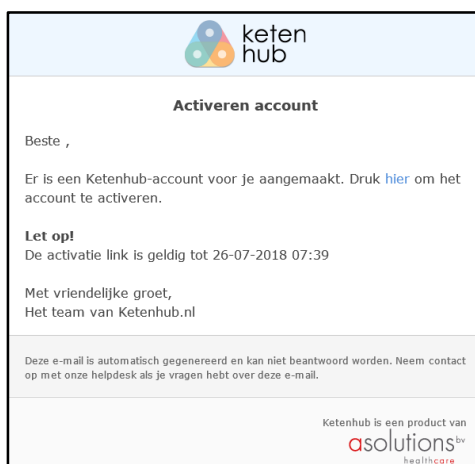 keten
hub
Activeren account
Beste ,
Er is een Ketenhub-account voor je aangemaakt. Druk hier om het
account te activeren.
Let op!
De activatie link is geldig tot 26-07-2018 07:39
Met vriendelijke groet,
Het team van Ketenhub.nl
Deze e-mail is automatisch gegenereerd en kan niet beantwoord worden. Neem contact
op met onze helpdesk als je vragen hebt over deze e-mail.
Ketenhub is een product van
asolutions bv
healthcare